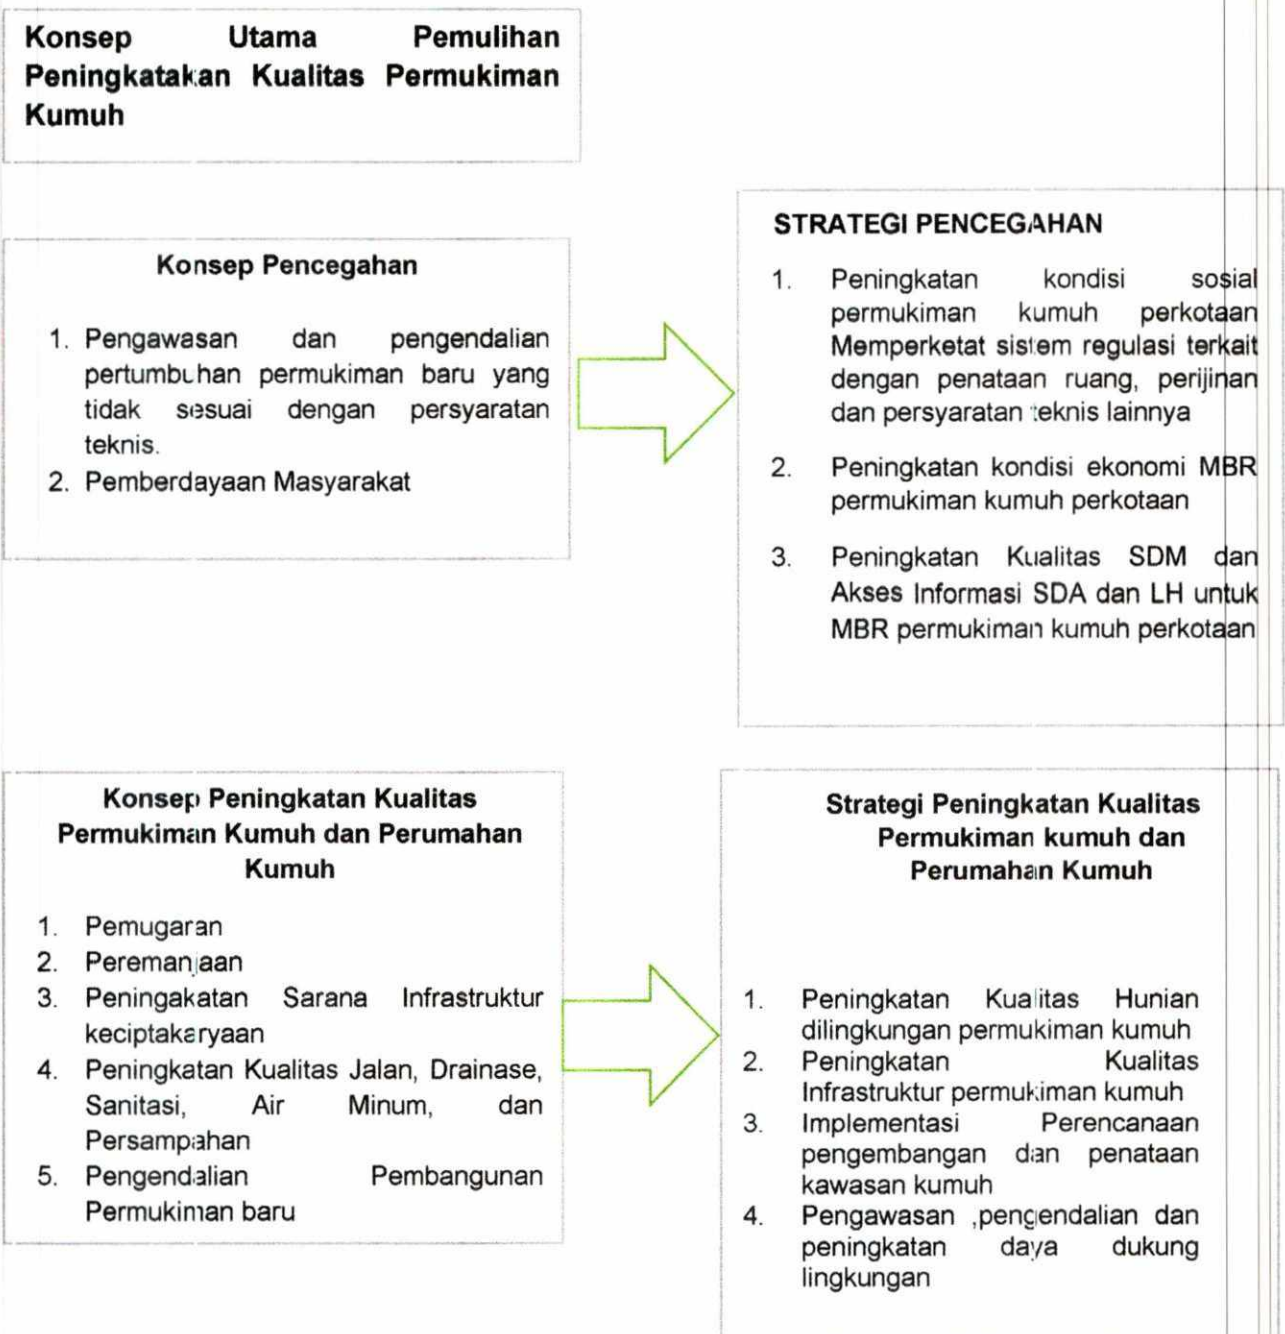 Konsep Utama Pemulihan
Peningkatakan Kualitas Permukiman
Kumuh
Konsep Pencegahan
1. Pengawasan dan pengendalian
pertumbuhan permukiman baru yang
tidak sesuai dengan persyaratan
teknis.
2. Pemberdayaan Masyarakat
STRATEGI PENCEGAHAN
1. Peningkatan kondisi sosial
permukiman kumuh perkotaan
Memperketat sistem regulasi terkait
dengan penataan ruang, perijinan
dan persyaratan teknis lainnya
2. Peningkatan kondisi ekonomi MBR
permukiman kumuh perkotaan
3. Peningkatan Kualitas SDM dan
Akses Informasi SDA dan LH untuk
MBR permukiman kumuh perkotaan
Konsep Peningkatan Kualitas
Permukiman Kumuh dan Perumahan
Kumuh
1. Pemugaran
2. Peremanjaan
3. Peningakatan Sarana Infrastruktur
keciptakaryaan
4. Peningkatan Kualitas Jalan, Drainase,
Sanitasi, Air Minum, dan
Persampahan
5. Pengendalian Pembangunan
Permukiman baru
Strategi Peningkatan Kualitas
Permukiman kumuh dan
Perumahan Kumuh
1. Peningkatan Kualitas Hunian
dilingkungan permukiman kumuh
2. Peningkatan Kualitas
Infrastruktur permukiman kumuh
3. Implementasi Perencanaan
pengembangan dan penataan
kawasan kumuh
4. Pengawasan ,pengendalian dan
peningkatan daya dukung
lingkungan